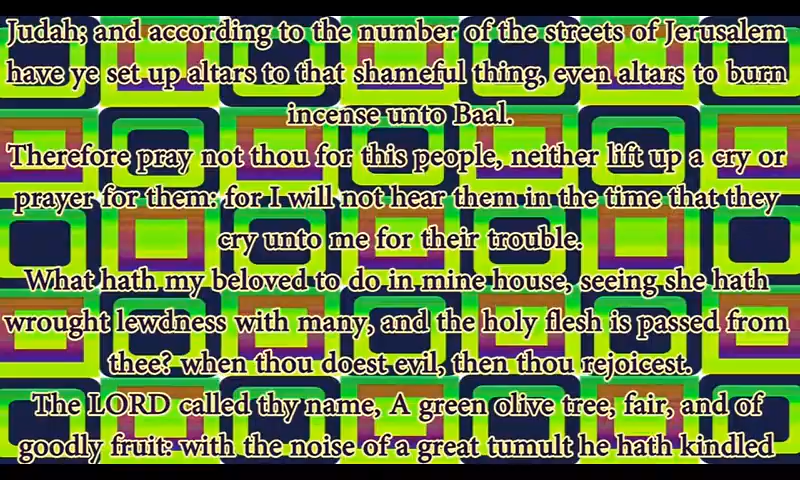 Judah; and according to the number of the streets of Jerusalem
have ye set up altars to that shameful thing, even altars to burn
incense unto Baal.
Therefore pray not thou for this people, neither lift up a cry or
prayer for them: for I will not hear them in the time that they
cry unto me for their trouble.
What hath my beloved to do in mine house, seeing she hath
wrought lewdness with many, and the holy flesh is passed from
thee? when thou doest evil, then thou rejoicest.
The LORD called thy name, A green olive tree, fair, and of
goodly fruit: with the noise of a great tumult he hath kindled